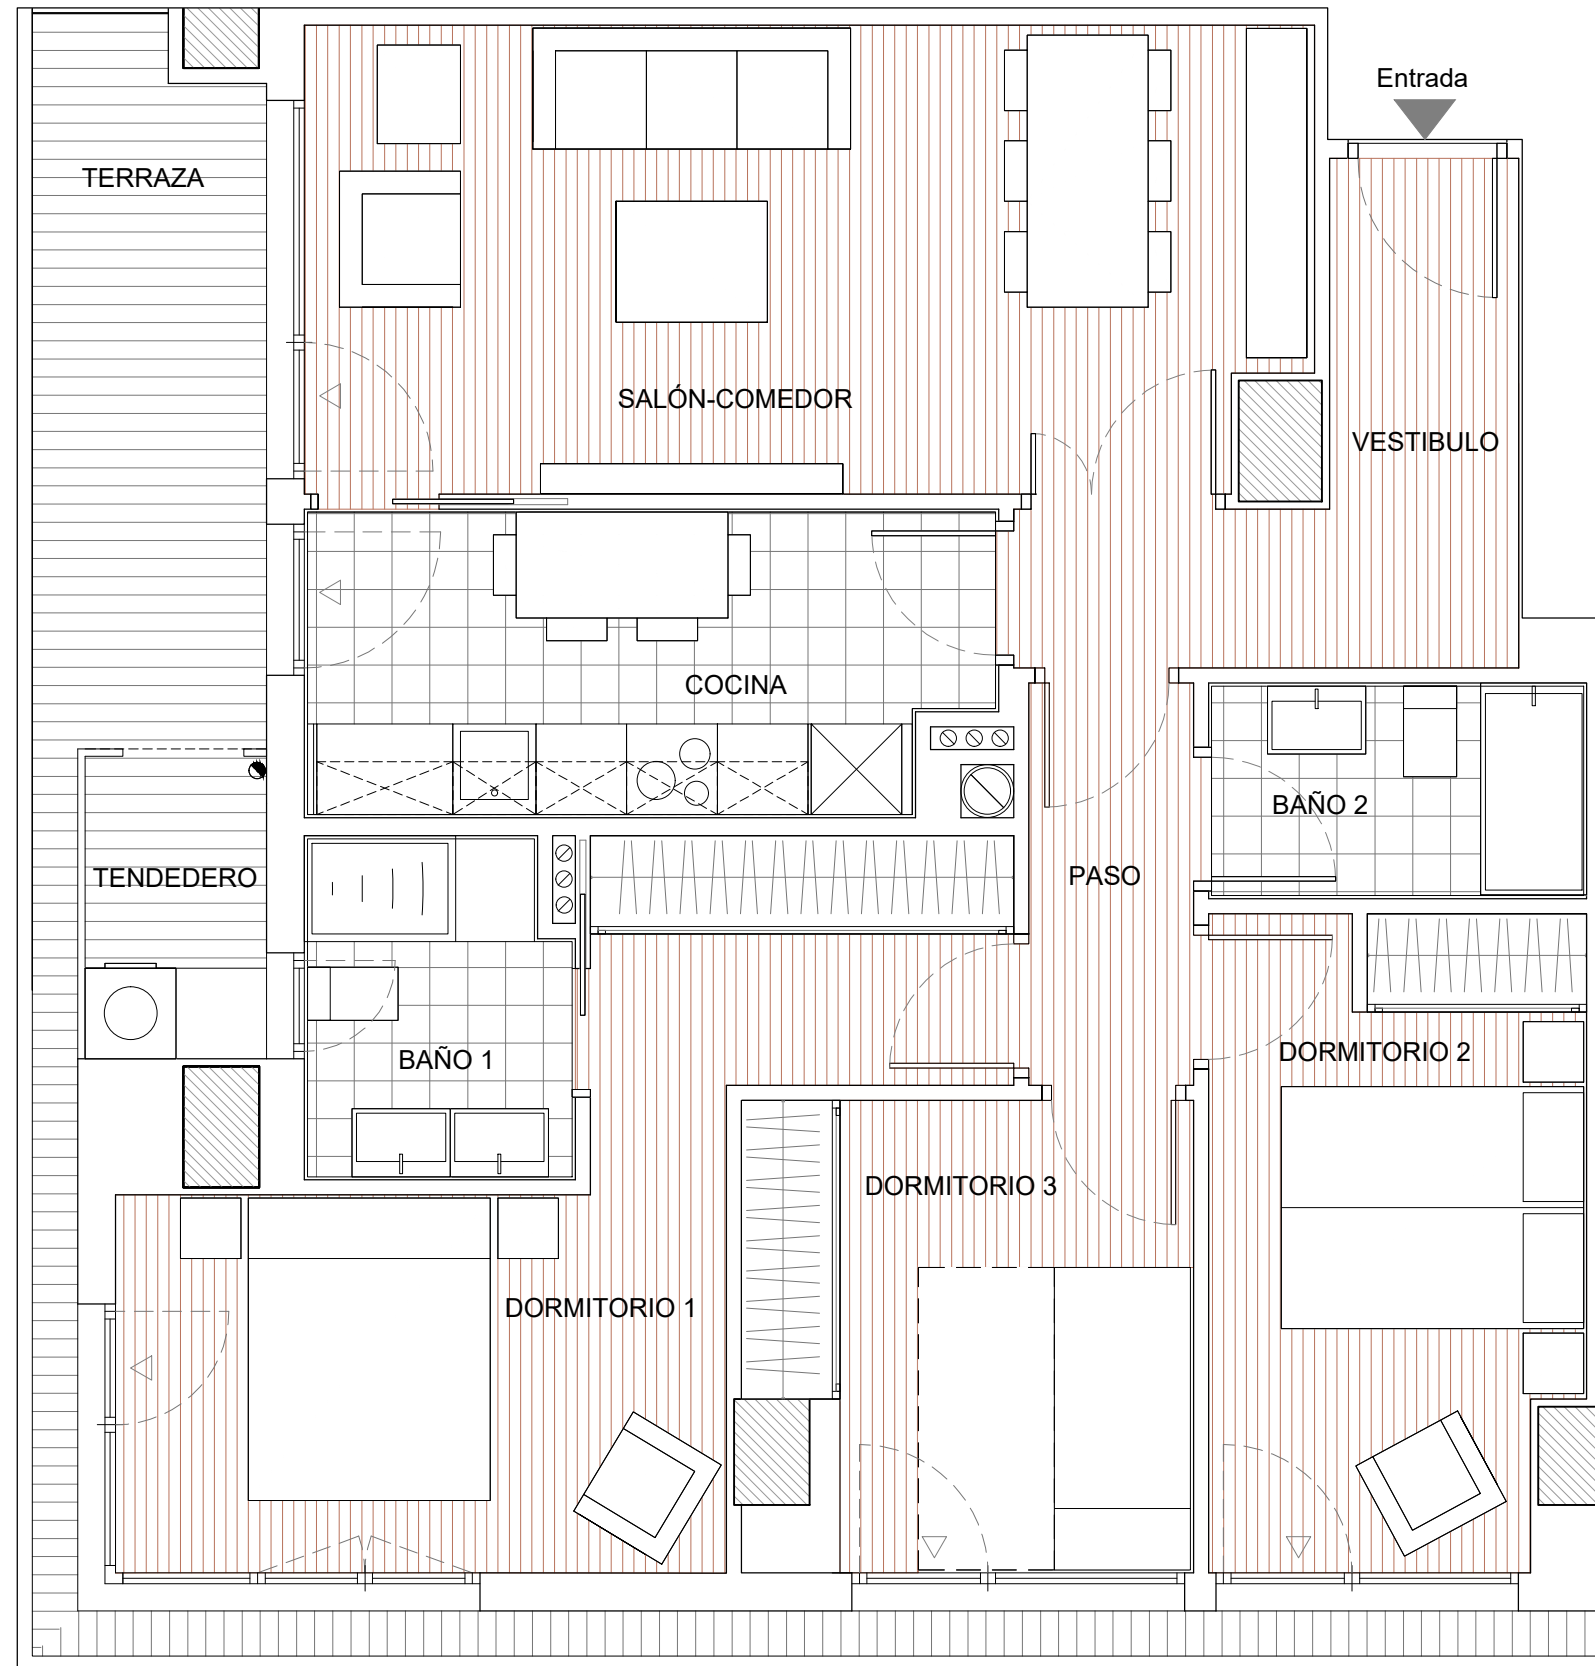 Entrada
TERRAZA
SALÓN-COMEDOR
VESTIBULO
COCINA
BAÑO 2
TENDEDERO
PASO
BAÑO 1
DORMITORIO 2
DORMITORIO 3
DORMITORIO 1